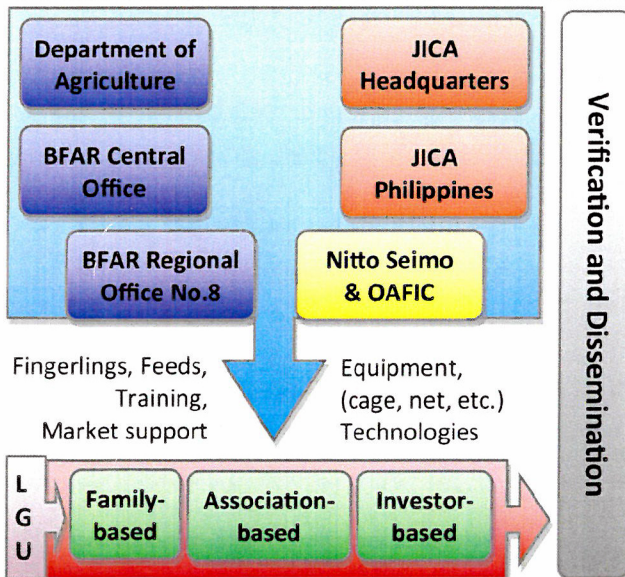 Department of
Agriculture
JICA
Headquarters
BFAR Central
Office
JICA
Philippines
BFAR Regional
Office No.8
Nitto Seimo
& OAFIC
Fingerlings, Feeds,
Training,
Market support
Equipment,
(cage, net, etc.)
Technologies
L
G
U
Family-
based
Association-
based
Investor-
based
Verification and Dissemination